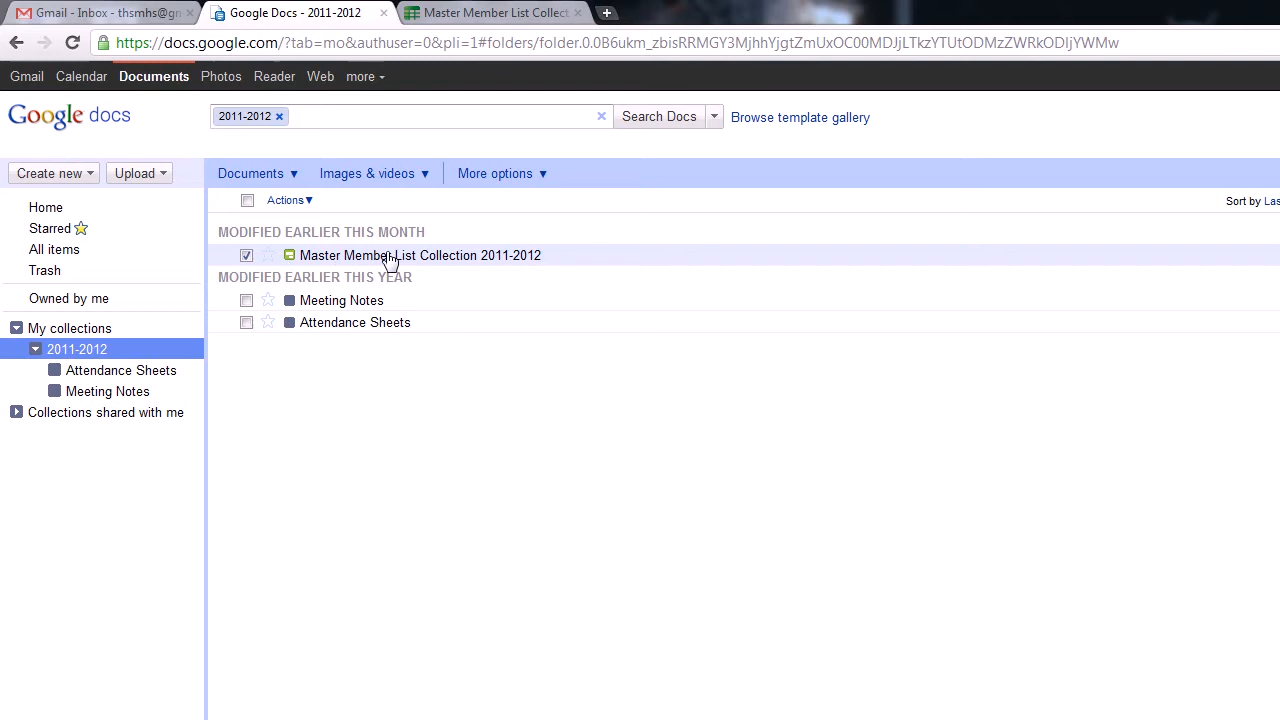 Gmail - Inbox - thsmhs@g
Google Docs - 2011-2012
Master Member List Collect
https://docs.google.com/?tab=mo&authuser=0&pli=1#folders/folder.0.0B6ukm_zbisRRMGY3MjhhYjgtZmUxOC00MDJjLTkzYTUtODMzZWRkODljYWMw
Gmail Calendar Documents Photos Reader Web more
Google docs
2011-2012 ×
Search Docs
Browse template gallery
Create new
Upload
Documents
Images & videos
More options
Home
Starred
All items
Trash
Owned by me
My collections
2011-2012
Attendance Sheets
Meeting Notes
Collections shared with me
Actions
Sort by Las
MODIFIED EARLIER THIS MONTH
Master Member List Collection 2011-2012
MODIFIED EARLIER THIS YEAR
Meeting Notes
Attendance Sheets